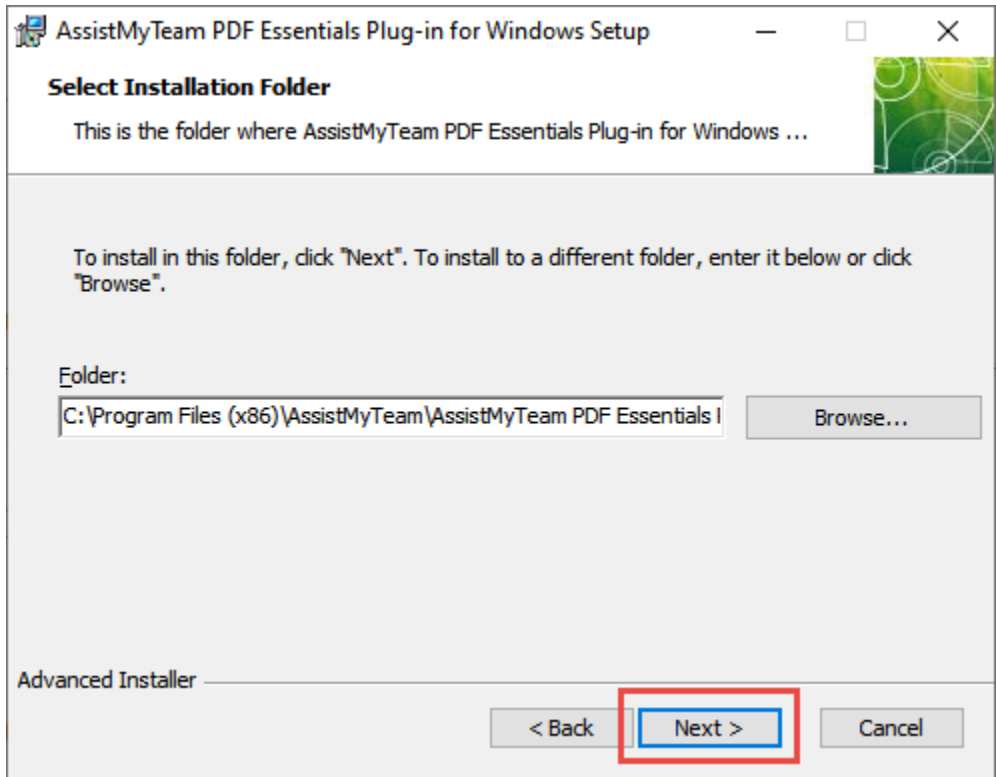 AssistMyTeam PDF Essentials Plug-in for Windows Setup
Select Installation Folder
This is the folder where AssistMyTeam PDF Essentials Plug-in for Windows ...
To install in this folder, click "Next". To install to a different folder, enter it below or click
"Browse".
Folder:
C:\Program Files (x86)\AssistMyTeam\AssistMyTeam PDF Essentials
Browse...
Advanced Installer
< Back
Next >
Cancel